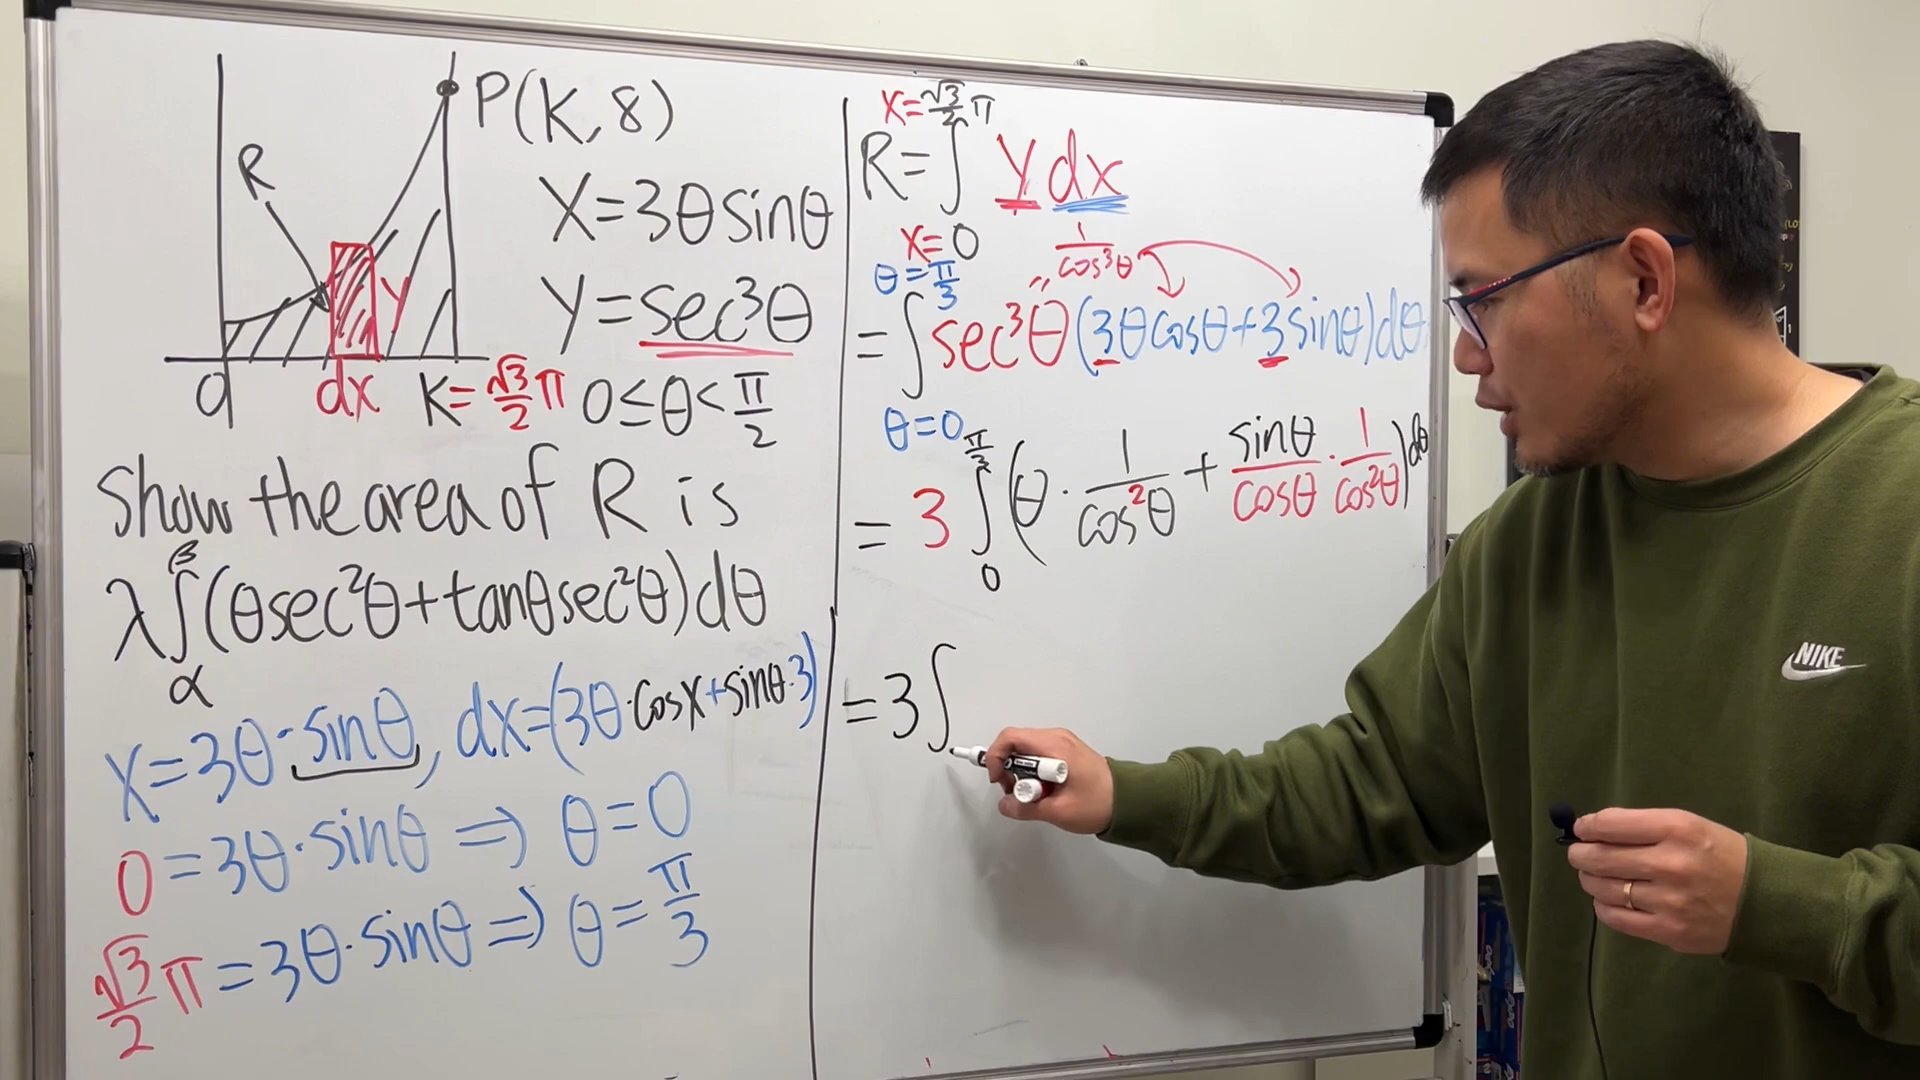 P(K, 8)
R
X=3θsinθ
y
Y=sec³θ
0
dx
K=√3/2 π
0≤θ<π/2
Show the area of R is
λ∫_α^β(θsec²θ+tanθsec²θ)dθ
X=3θ·sinθ, dx=(3θ·cosx+sinθ·3)
0=3θ·sinθ => θ=0
√3/2 π=3θ·sinθ => θ=π/3
x=√3/2 π
R=∫ y dx
x=0
1/cos³θ
θ=π/3
=∫ sec³θ(3θcosθ+3sinθ)dθ
θ=0
=3∫_0 (θ·1/cos²θ+sinθ/cosθ·1/cos²θ)dθ
=3∫
NIKE